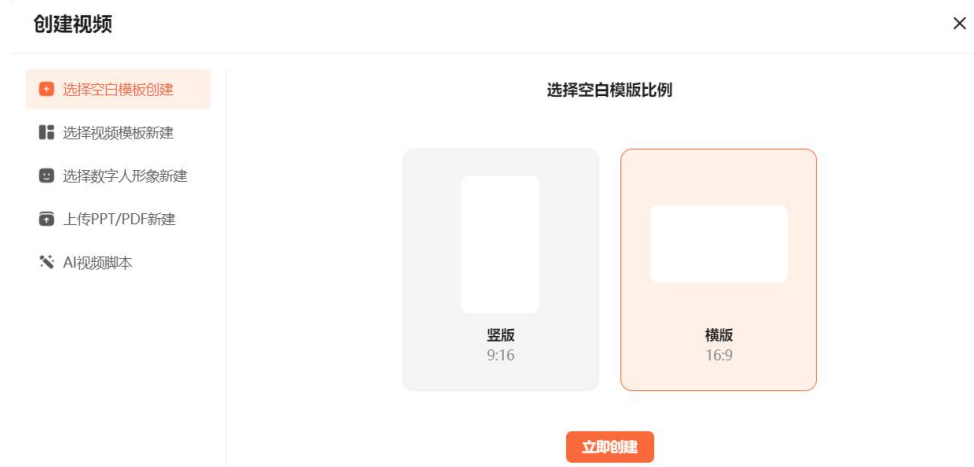 创建视频
选择空白模板创建
选择视频模板新建
选择数字人形象新建
上传PPT/PDF新建
AI视频脚本
选择空白模版比例
竖版
9:16
横版
16:9
立即创建